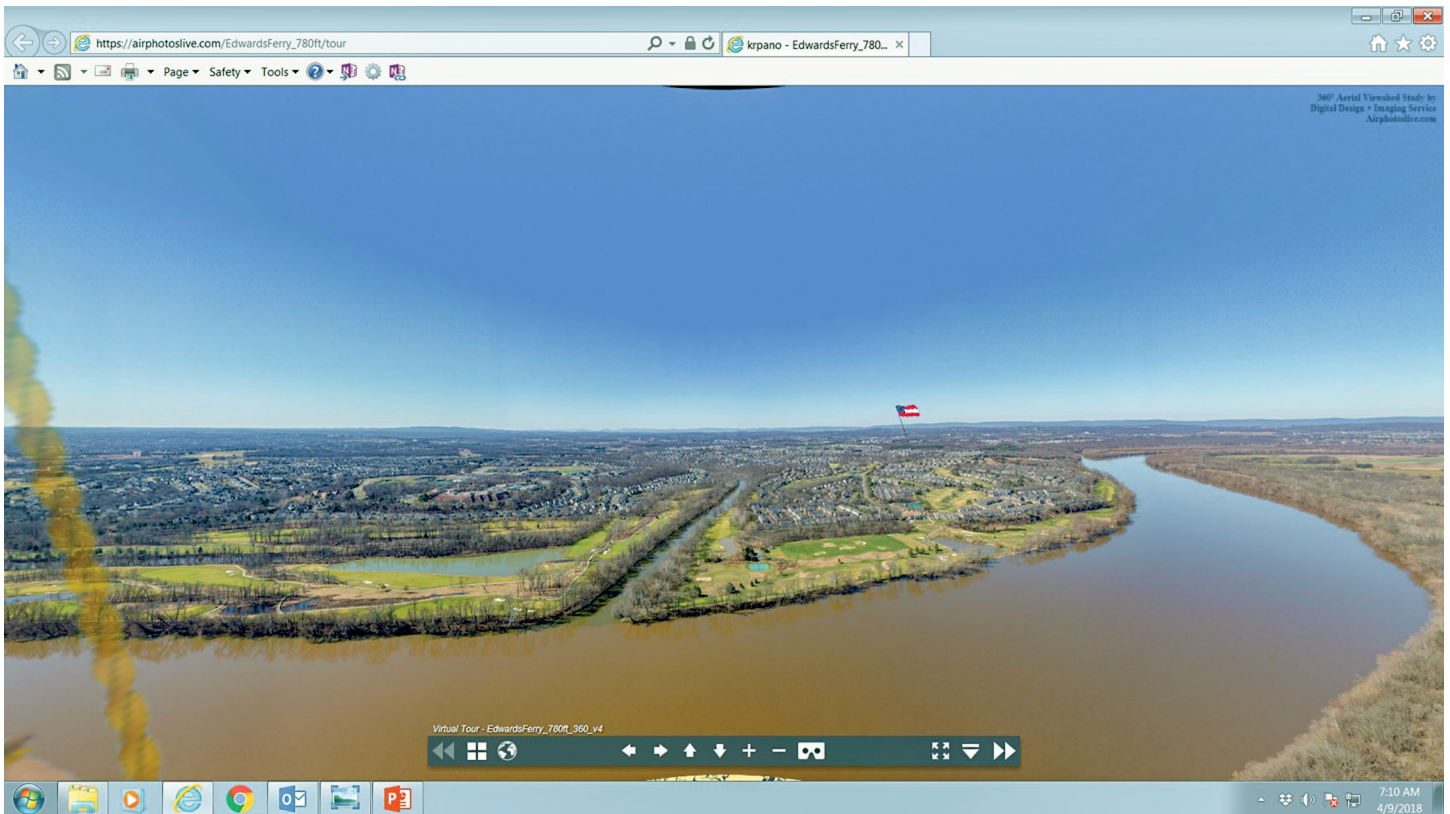 https://airphotoslive.com/EdwardsFerry_780ft/tour
krpano - EdwardsFerry_780...
Page
Safety
Tools
360° Aerial Viewshed Study by
Digital Design + Imaging Service
Airphotoslive.com
Virtual Tour - EdwardsFerry_780ft_360_v4
7:10 AM
4/9/2018